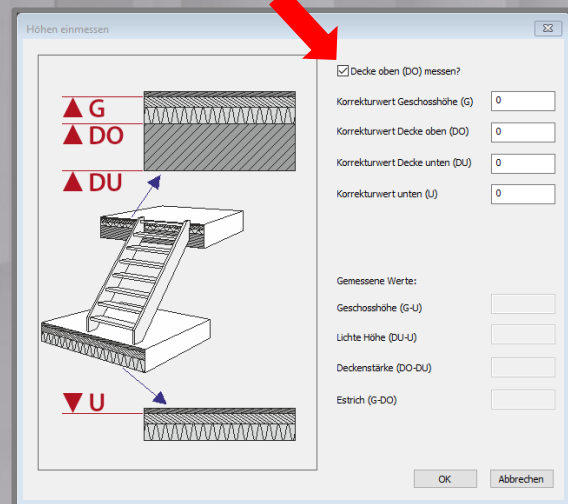 Höhen einmessen
▲ G
▲ DO
▲ DU
▼ U
Decke oben (DO) messen?
Korrekturwert Geschosshöhe (G) 0
Korrekturwert Decke oben (DO) 0
Korrekturwert Decke unten (DU) 0
Korrekturwert unten (U) 0
Gemessene Werte:
Geschosshöhe (G-U)
Lichte Höhe (DU-U)
Deckenstärke (DO-DU)
Estrich (G-DO)
OK Abbrechen